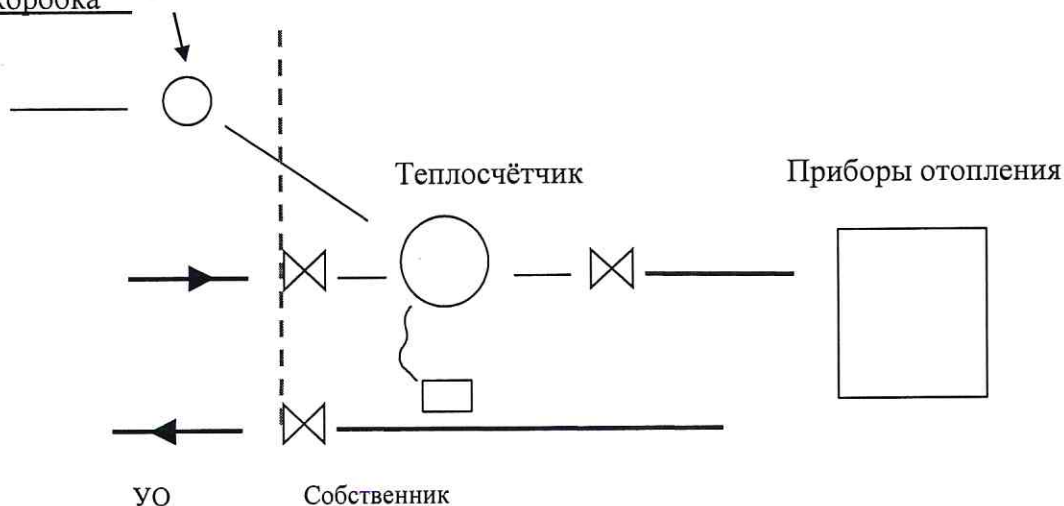 коробка
Теплосчётчик
Приборы отопления
УО
Собственник